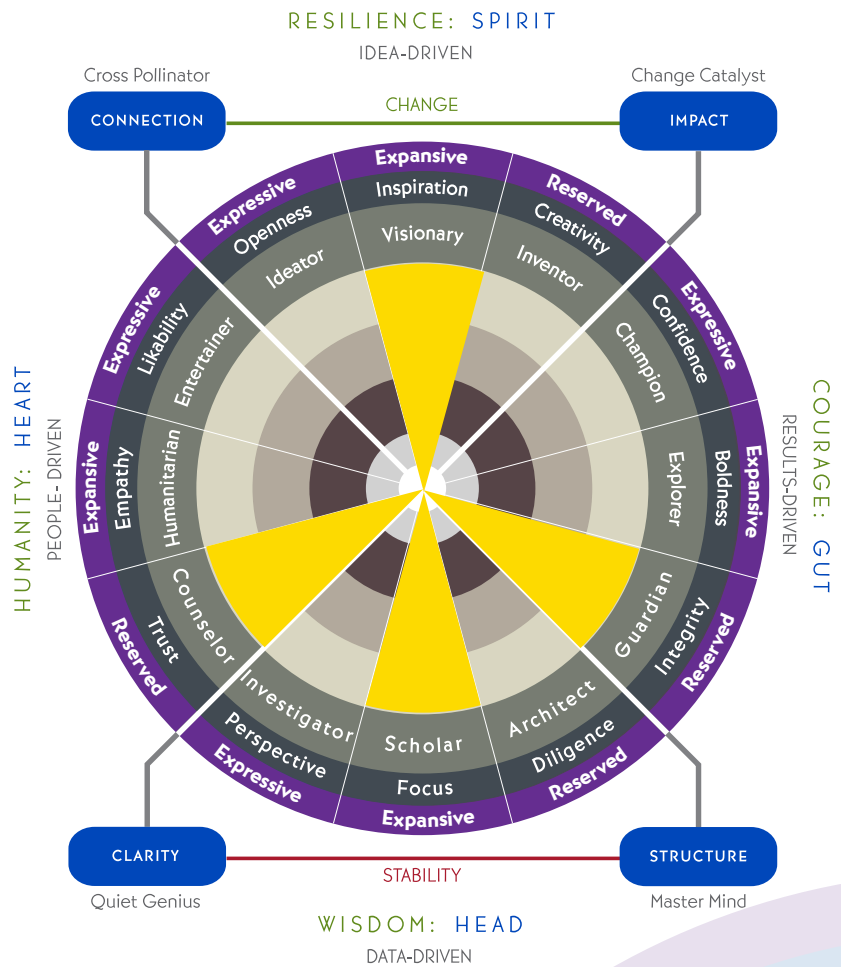 RESILIENCE: SPIRIT
IDEA-DRIVEN
Cross Pollinator
Change Catalyst
CONNECTION
CHANGE
IMPACT
Expressive
Expansive
Reserved
Openness
Inspiration
Creativity
Ideator
Visionary
Inventor
Expressive
Likability
Entertainer
Champion
Confidence
Expressive
HUMANITY: HEART
PEOPLE- DRIVEN
Expansive
Empathy
Humanitarian
Explorer
Boldness
Expansive
RESULTS-DRIVEN
COURAGE: GUT
Reserved
Trust
Counselor
Guardian
Integrity
Reserved
Investigator
Scholar
Architect
Perspective
Focus
Diligence
Expressive
Expansive
Reserved
CLARITY
STABILITY
STRUCTURE
Quiet Genius
Master Mind
WISDOM: HEAD
DATA-DRIVEN